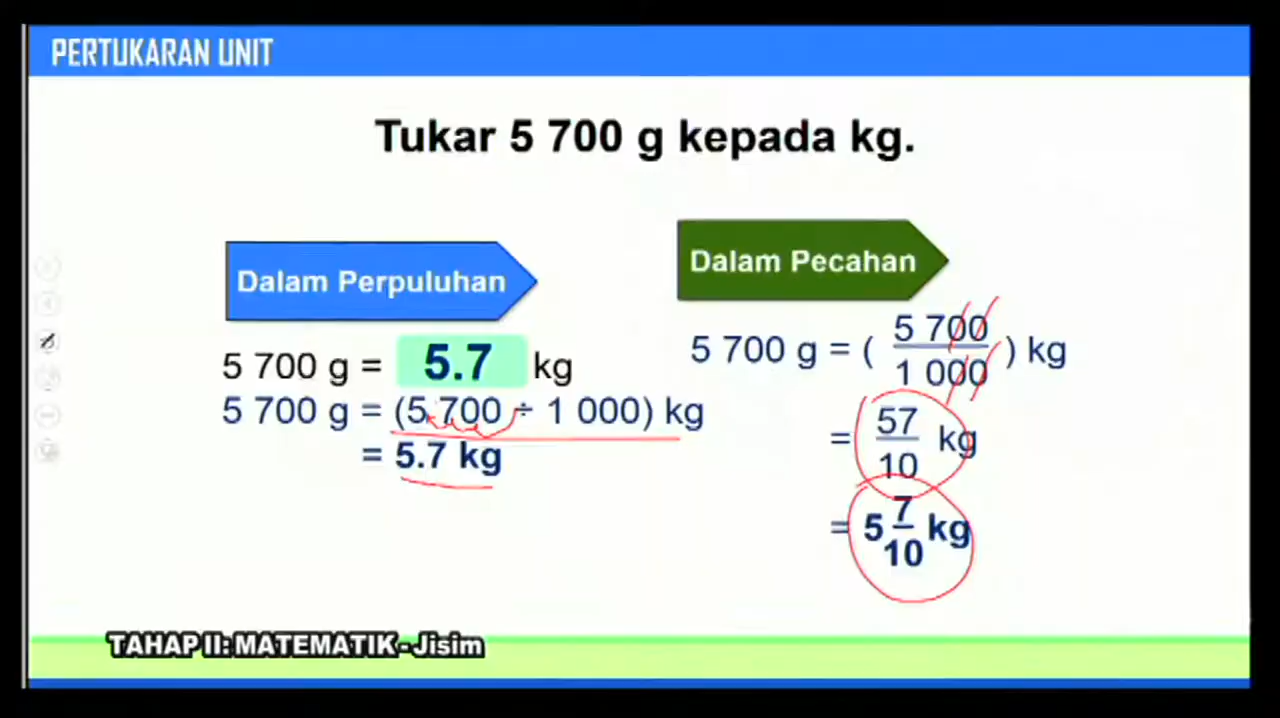 PERTUKARAN UNIT
Tukar 5 700 g kepada kg.
Dalam Perpuluhan
5 700 g = 5.7 kg
5 700 g = (5 700 ÷ 1 000) kg
= 5.7 kg
Dalam Pecahan
5 700 g = ( 5 700 / 1 000 ) kg
= 57 / 10 kg
= 5 7/10 kg
TAHAP II: MATEMATIK - Jisim